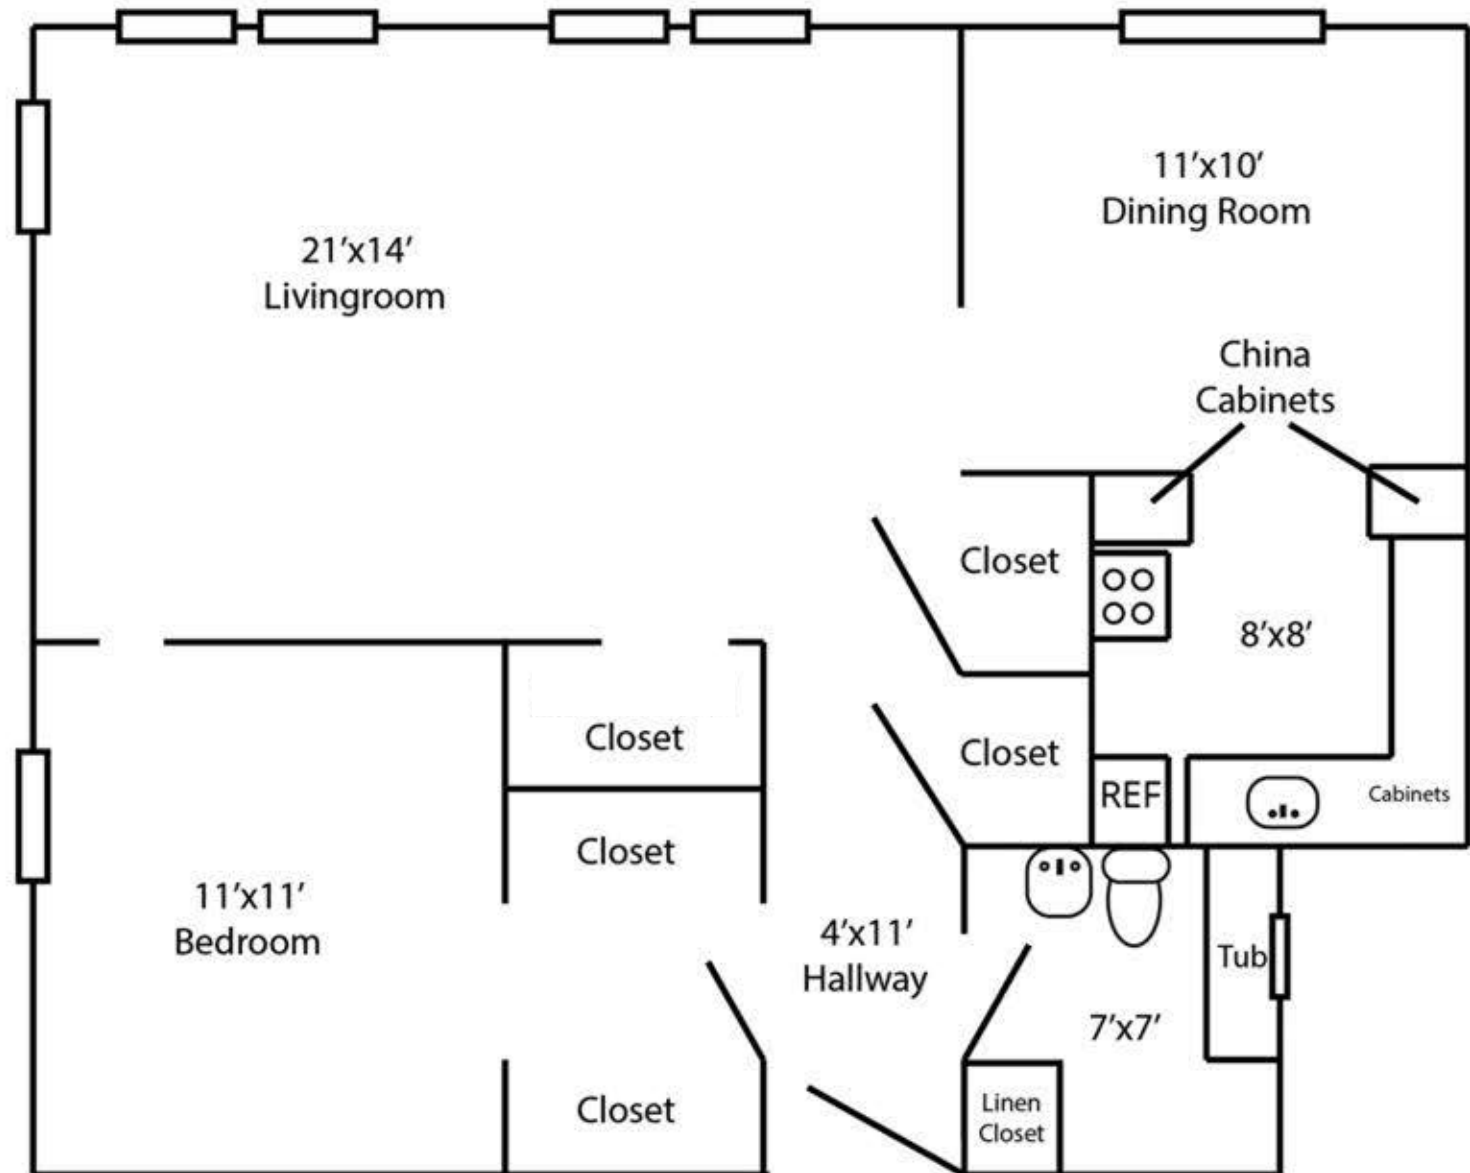 11’x10’
Dining Room
21’x14’
Livingroom
China
Cabinets
Closet
8’x8’
Closet
Closet
REF
Cabinets
Closet
11’x11’
Bedroom
4’x11’
Hallway
Tub
7’x7’
Closet
Linen
Closet